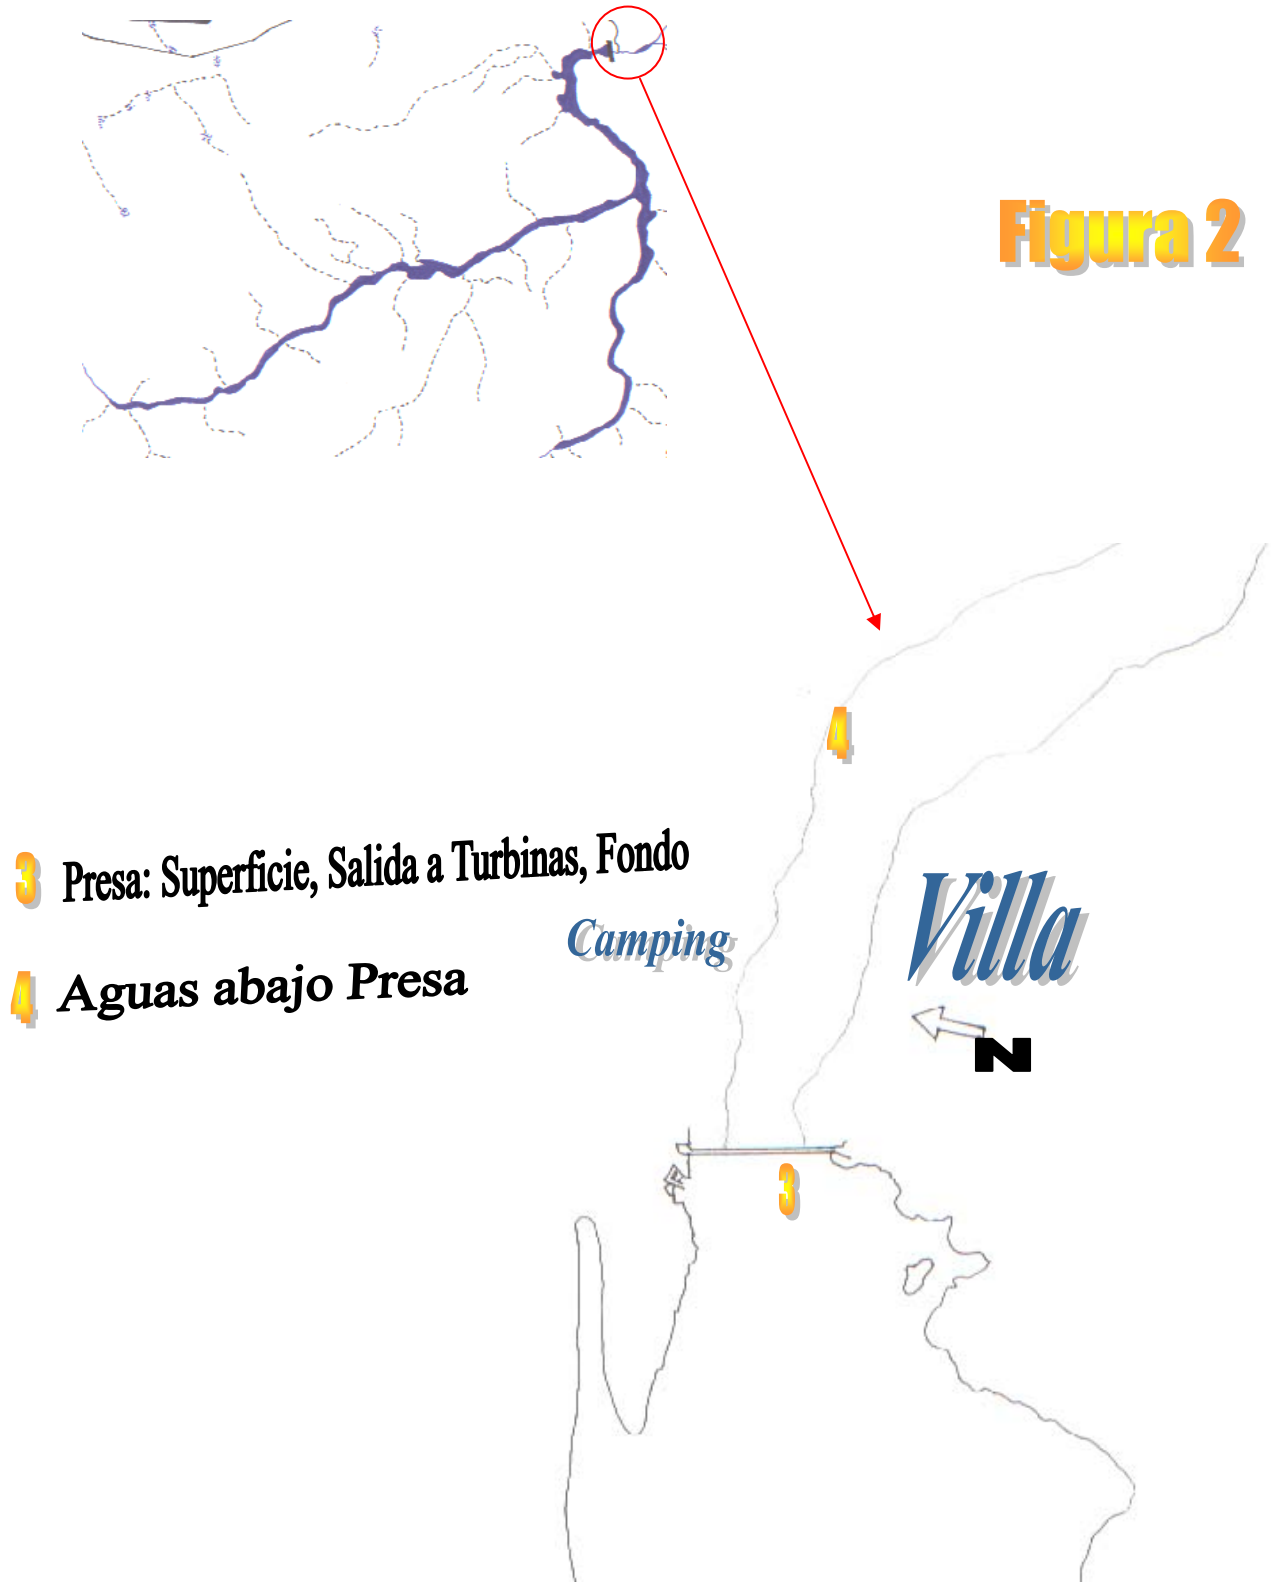 Figura 2
4
3 Presa: Superficie, Salida a Turbinas, Fondo
Camping
Villa
4 Aguas abajo Presa
N
3